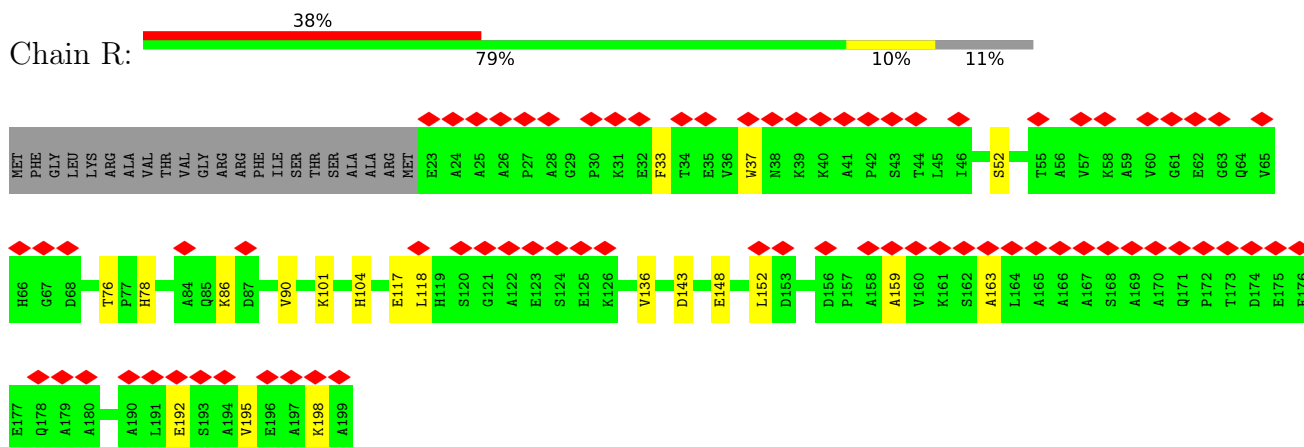 38%
Chain R:
79% 10% 11%
MET PHE GLY LEU LYS ARG ALA VAL THR VAL GLY ARG ARG PHE ILE SER THR SER ALA ALA ARG MET E23 A24 A25 A26 P27 A28 G29 P30 K31 E32 F33 T34 E35 V36 W37 N38 K39 K40 A41 P42 S43 T44 L45 I46 S52 T55 A56 V57 K58 A59 V60 G61 E62 G63 Q64 V65
H66 G67 D68 T76 P77 H78 A84 Q85 K86 D87 V90 K101 H104 E117 L118 H119 S120 G121 A122 E123 S124 E125 K126 V136 D143 E148 L152 D153 D156 P157 A158 A159 V160 K161 S162 A163 L164 A165 A166 A167 S168 A169 A170 Q171 P172 T173 D174 E175 E176
E177 Q178 A179 A180 A190 L191 E192 S193 A194 V195 E196 A197 K198 A199